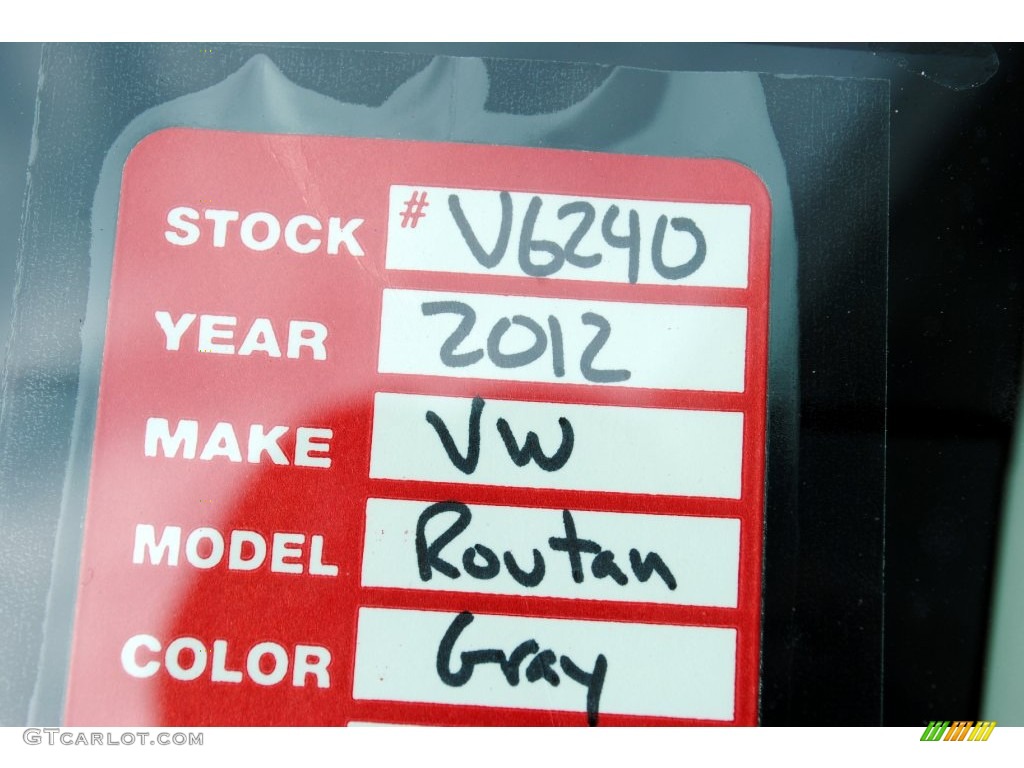 STOCK # V6240
YEAR 2012
MAKE VW
MODEL Routan
COLOR Gray
GTCARLOT.COM